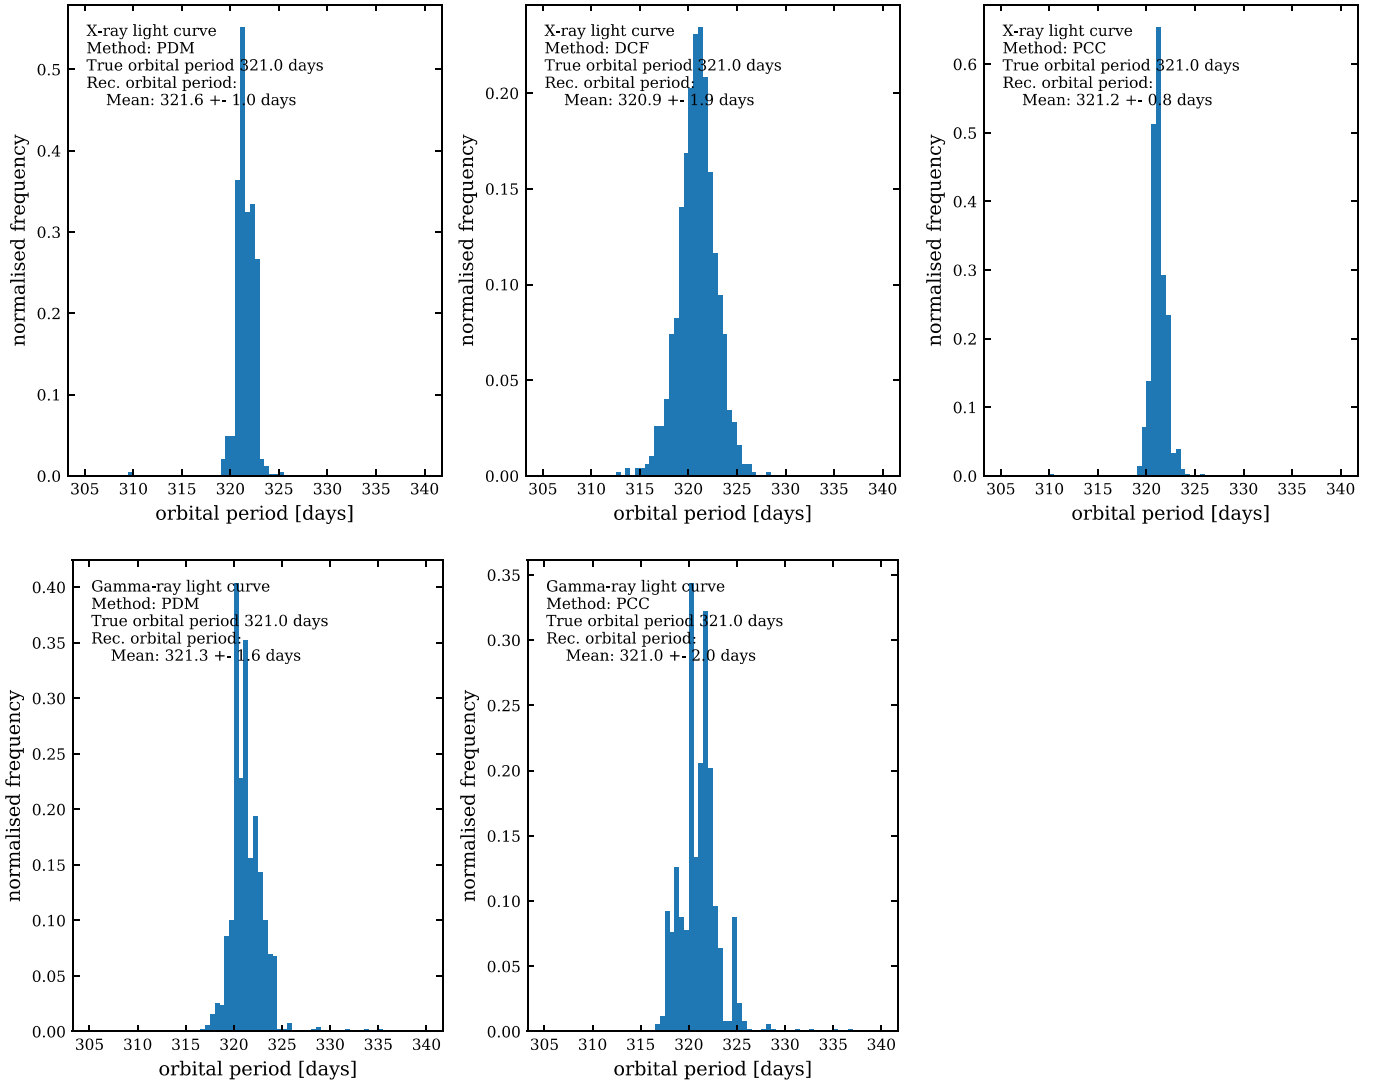 X-ray light curve
Method: PDM
True orbital period 321.0 days
Rec. orbital period:
Mean: 321.6 +- 1.0 days
normalised frequency
0.5
0.4
0.3
0.2
0.1
0.0
305 310 315 320 325 330 335 340
orbital period [days]
X-ray light curve
Method: DCF
True orbital period 321.0 days
Rec. orbital period:
Mean: 320.9 +- 1.9 days
normalised frequency
0.20
0.15
0.10
0.05
0.00
305 310 315 320 325 330 335 340
orbital period [days]
X-ray light curve
Method: PCC
True orbital period 321.0 days
Rec. orbital period:
Mean: 321.2 +- 0.8 days
normalised frequency
0.6
0.5
0.4
0.3
0.2
0.1
0.0
305 310 315 320 325 330 335 340
orbital period [days]
Gamma-ray light curve
Method: PDM
True orbital period 321.0 days
Rec. orbital period:
Mean: 321.3 +- 1.6 days
normalised frequency
0.40
0.35
0.30
0.25
0.20
0.15
0.10
0.05
0.00
305 310 315 320 325 330 335 340
orbital period [days]
Gamma-ray light curve
Method: PCC
True orbital period 321.0 days
Rec. orbital period:
Mean: 321.0 +- 2.0 days
normalised frequency
0.35
0.30
0.25
0.20
0.15
0.10
0.05
0.00
305 310 315 320 325 330 335 340
orbital period [days]